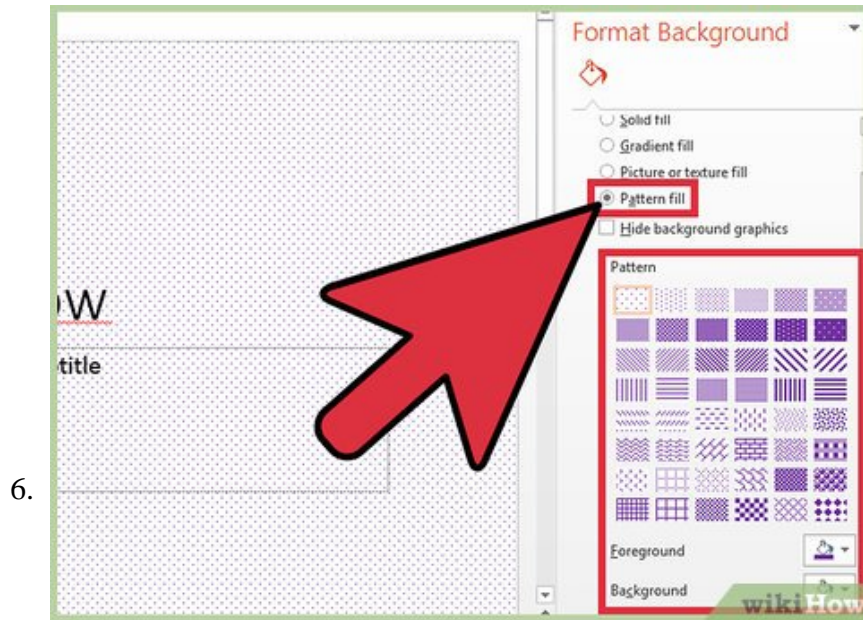 Format Background
Solid fill
Gradient fill
Picture or texture fill
Pattern fill
Hide background graphics
Pattern
ow
title
6.
Foreground
Background
wikiHow